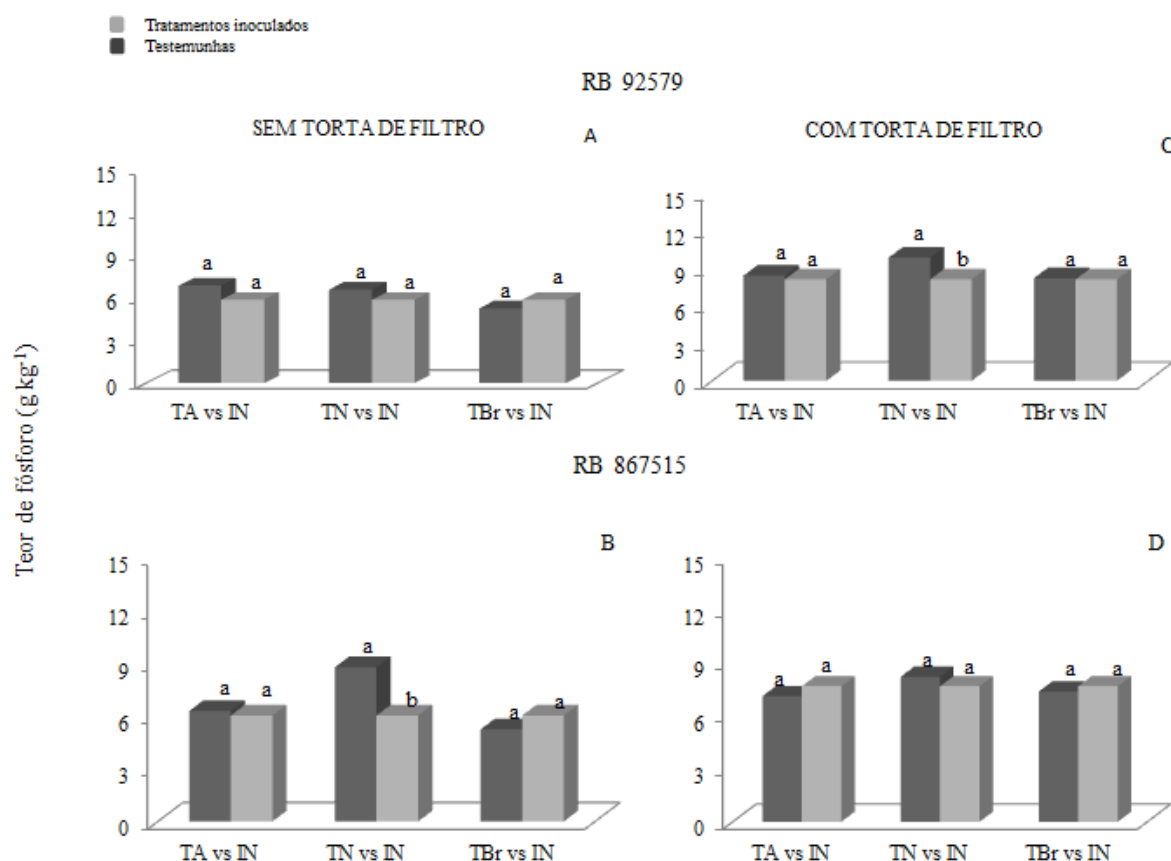 Tratamentos inoculados
Testemunhas
RB 92579
SEM TORTA DE FILTRO
A
COM TORTA DE FILTRO
C
15
12
9
6
3
0
a
a
a
a
a
a
TA vs IN
TN vs IN
TBr vs IN
15
12
9
6
3
0
a
a
a
b
a
a
TA vs IN
TN vs IN
TBr vs IN
Teor de fósforo (g kg-1)
RB 867515
B
D
15
12
9
6
3
0
a
a
a
b
a
a
TA vs IN
TN vs IN
TBr vs IN
15
12
9
6
3
0
a
a
a
a
a
a
TA vs IN
TN vs IN
TBr vs IN